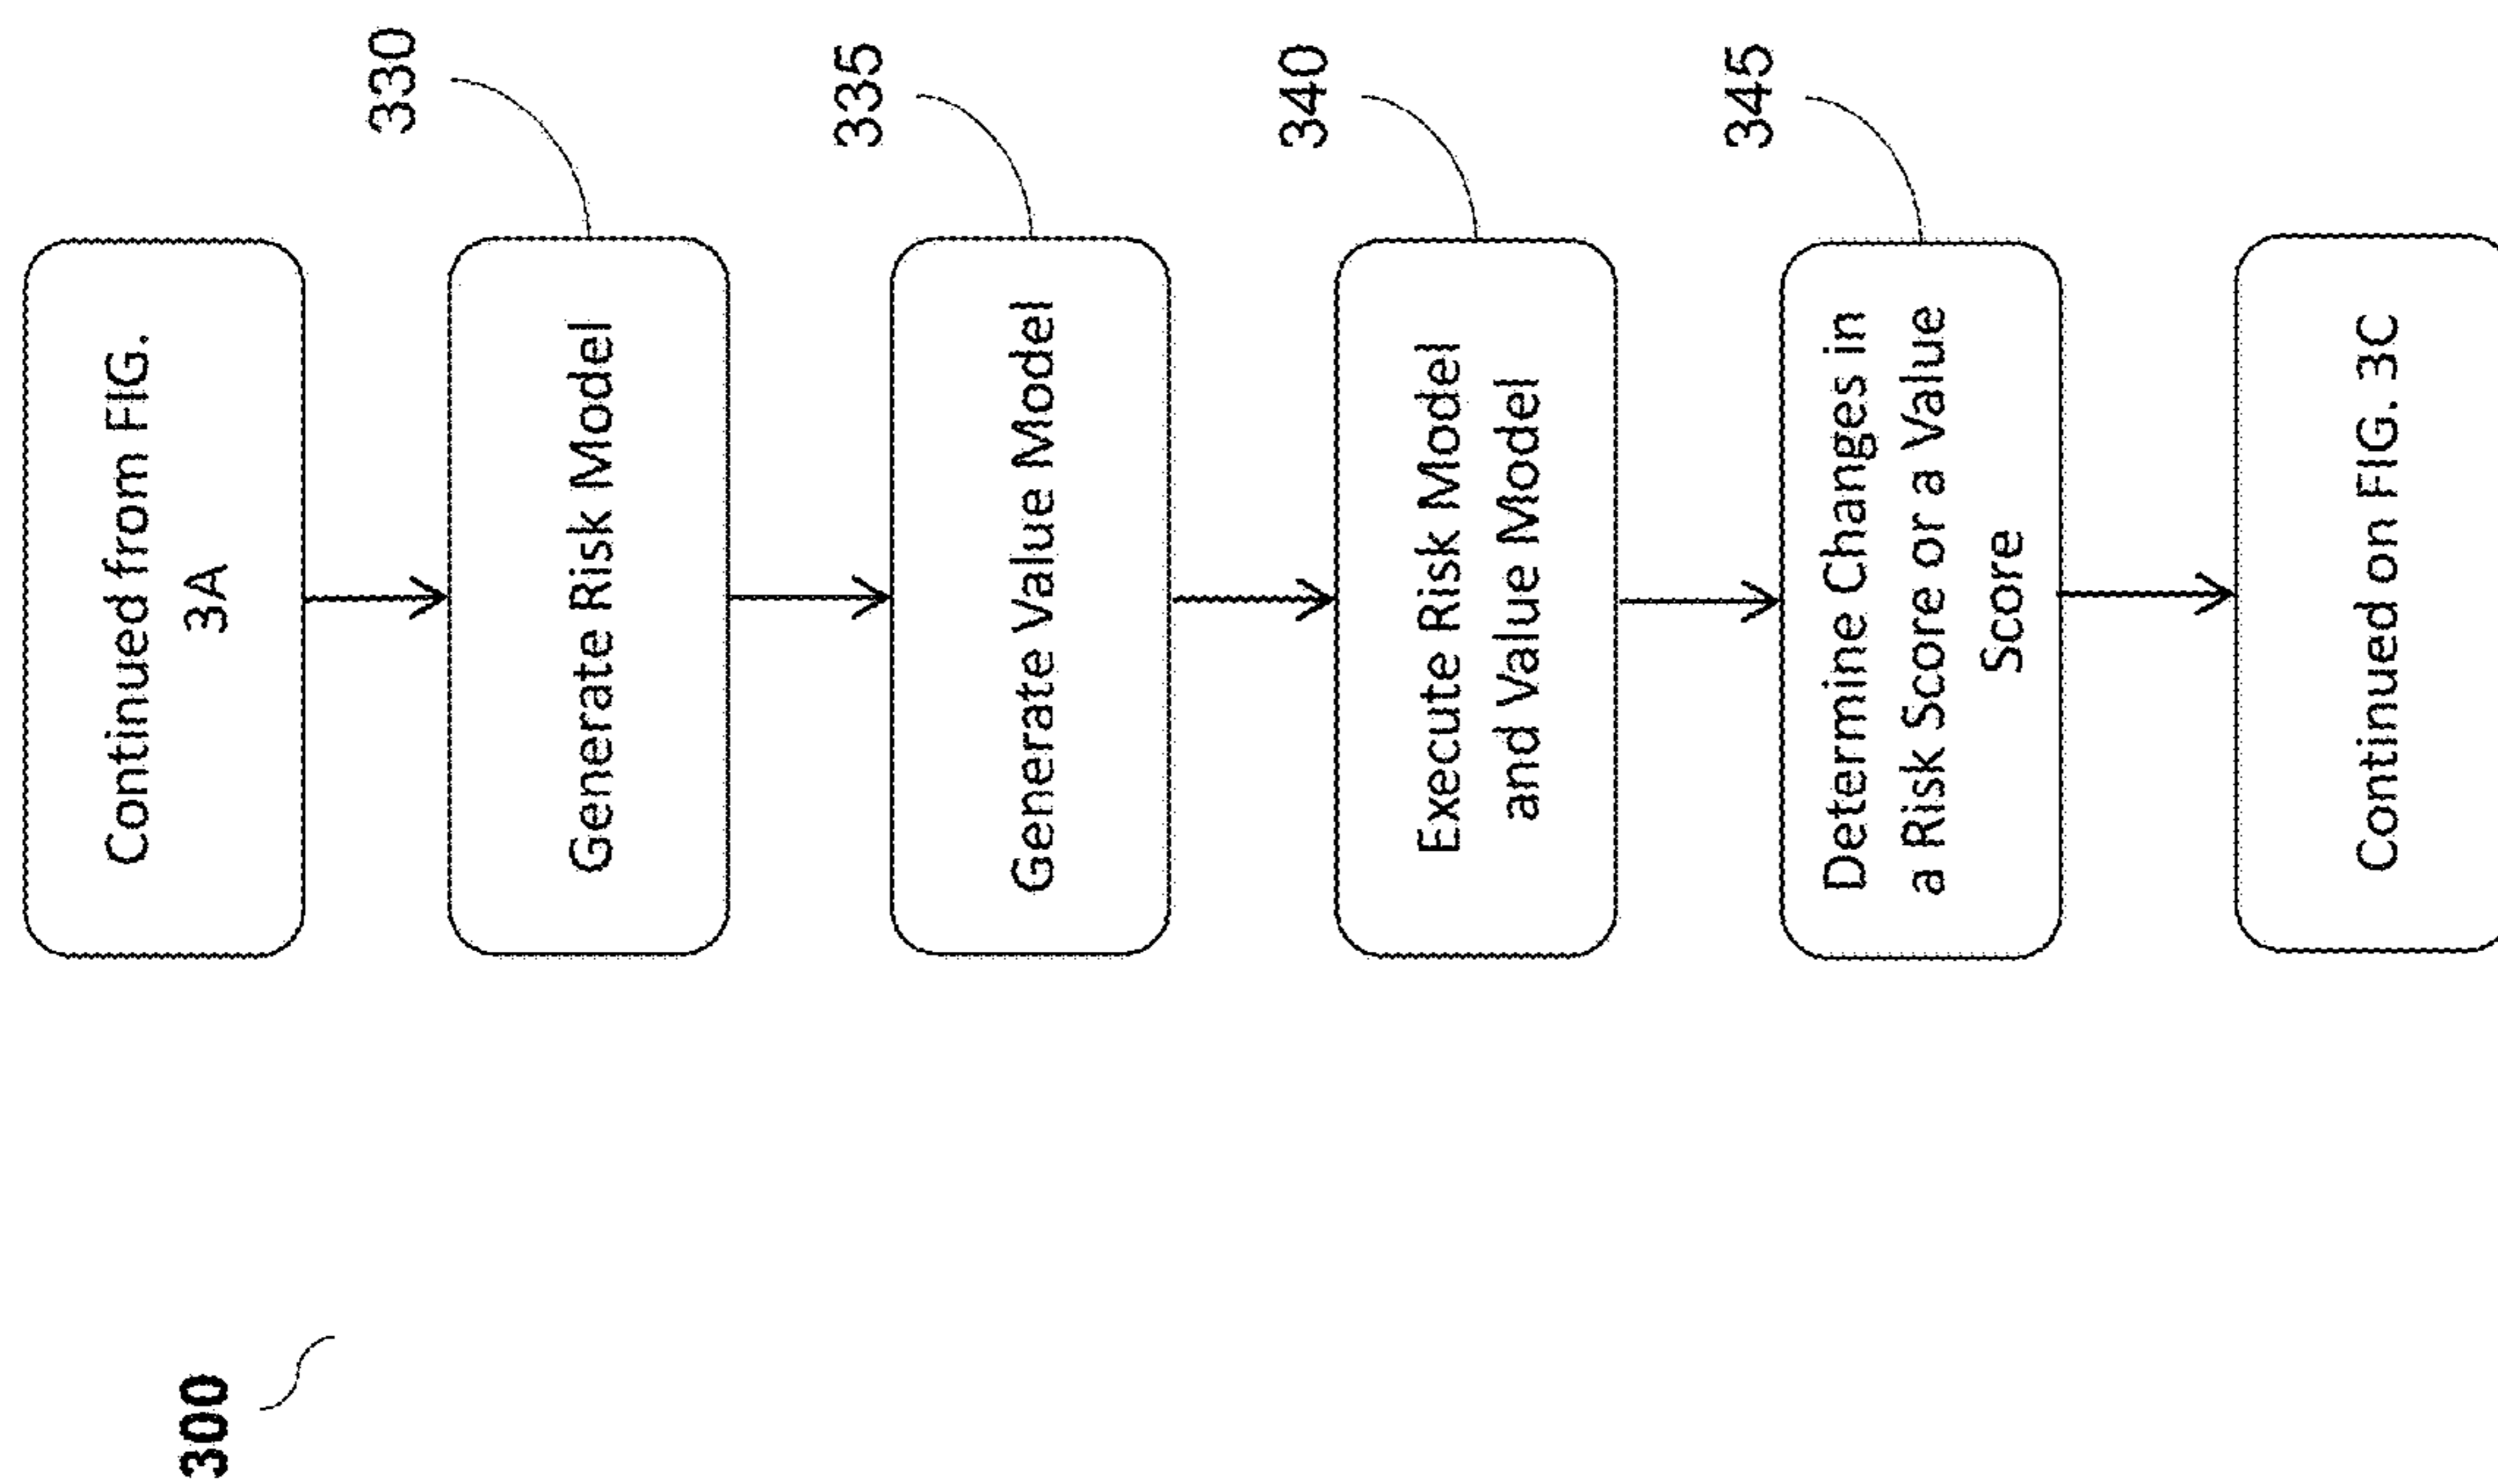 300
Continued from FIG.
3A
330
Generate Risk Model
335
Generate Value Model
340
Execute Risk Model
and Value Model
345
Determine Changes in
a Risk Score or a Value
Score
Continued on FIG. 3C